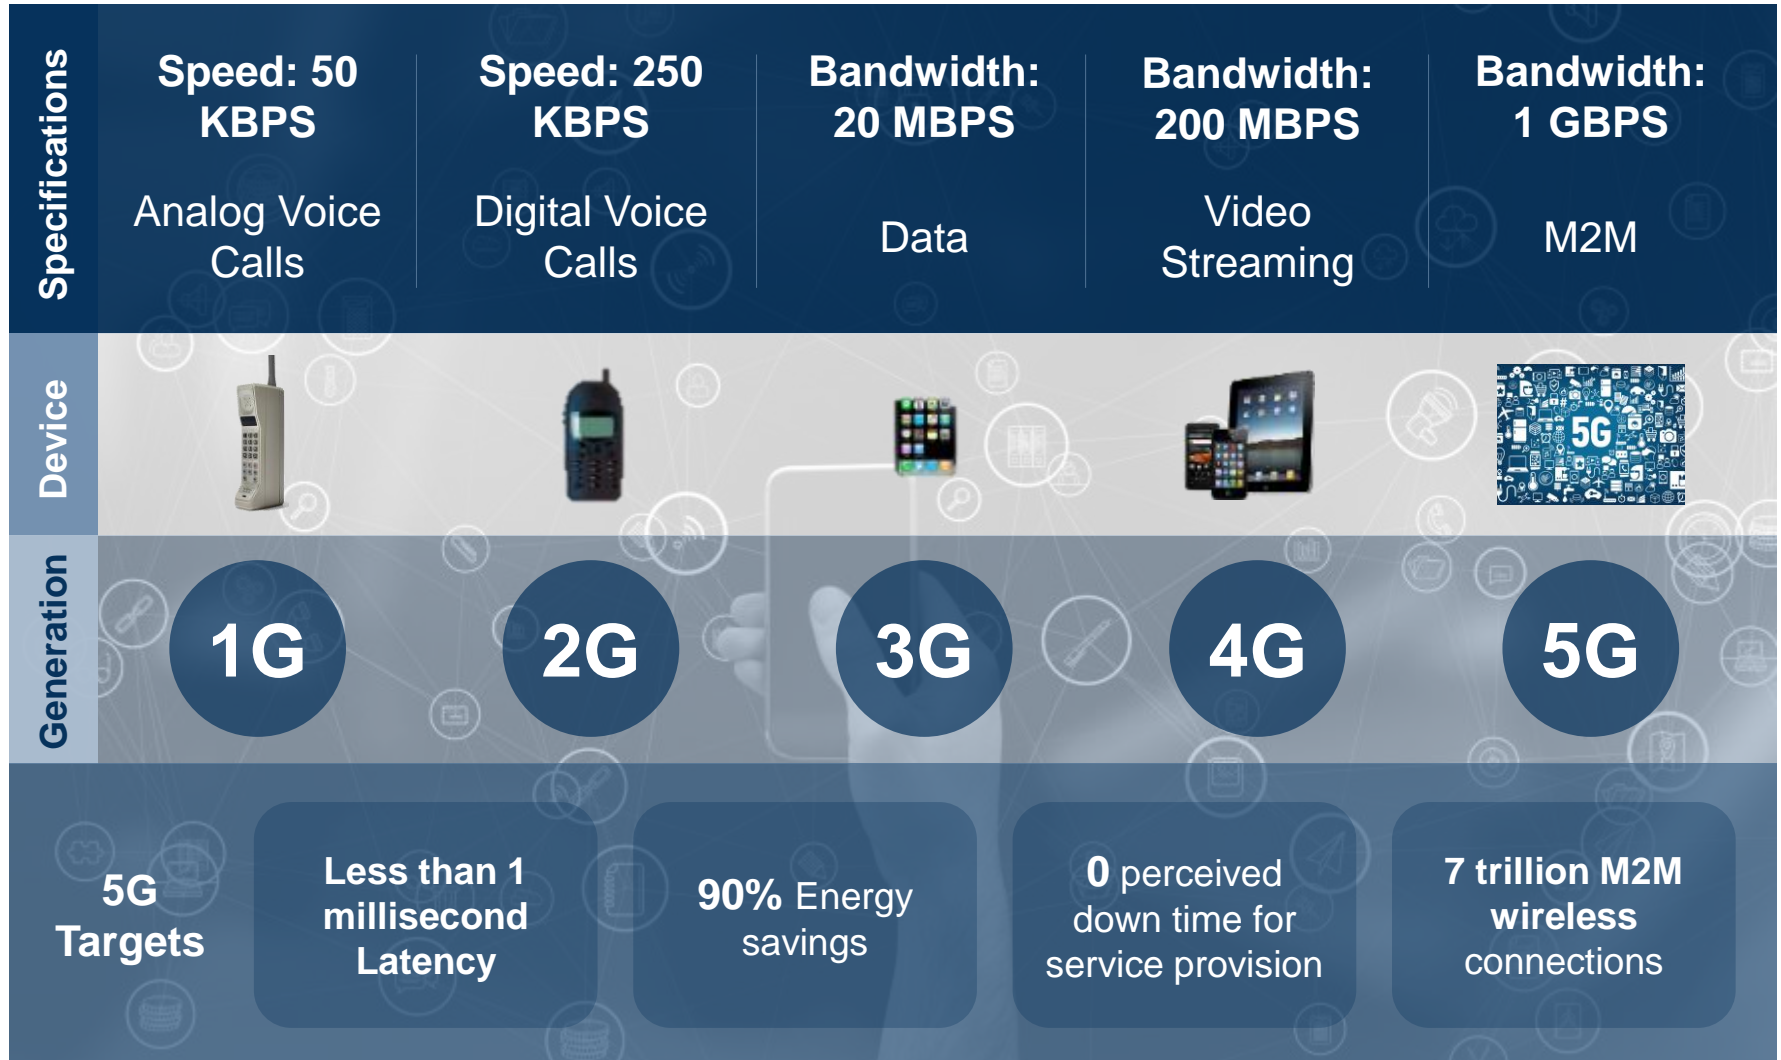 Specifications
Speed: 50
KBPS
Analog Voice
Calls
Speed: 250
KBPS
Digital Voice
Calls
Bandwidth:
20 MBPS
Data
Bandwidth:
200 MBPS
Video
Streaming
Bandwidth:
1 GBPS
M2M
Device
5G
Generation
1G
2G
3G
4G
5G
5G
Targets
Less than 1
millisecond
Latency
90% Energy
savings
0 perceived
down time for
service provision
7 trillion M2M
wireless
connections